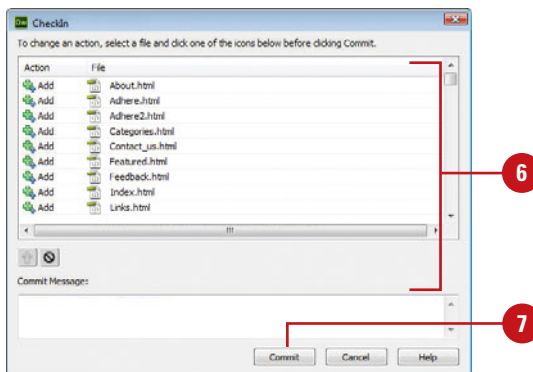 Dw CheckIn
To change an action, select a file and click one of the icons below before clicking Commit.
Action File
Add About.html
Add Adhere.html
Add Adhere2.html
Add Categories.html
Add Contact_us.html
Add Featured.html
Add Feedback.html
Add Index.html
Add Links.html
6
Commit Message:
7
Commit Cancel Help